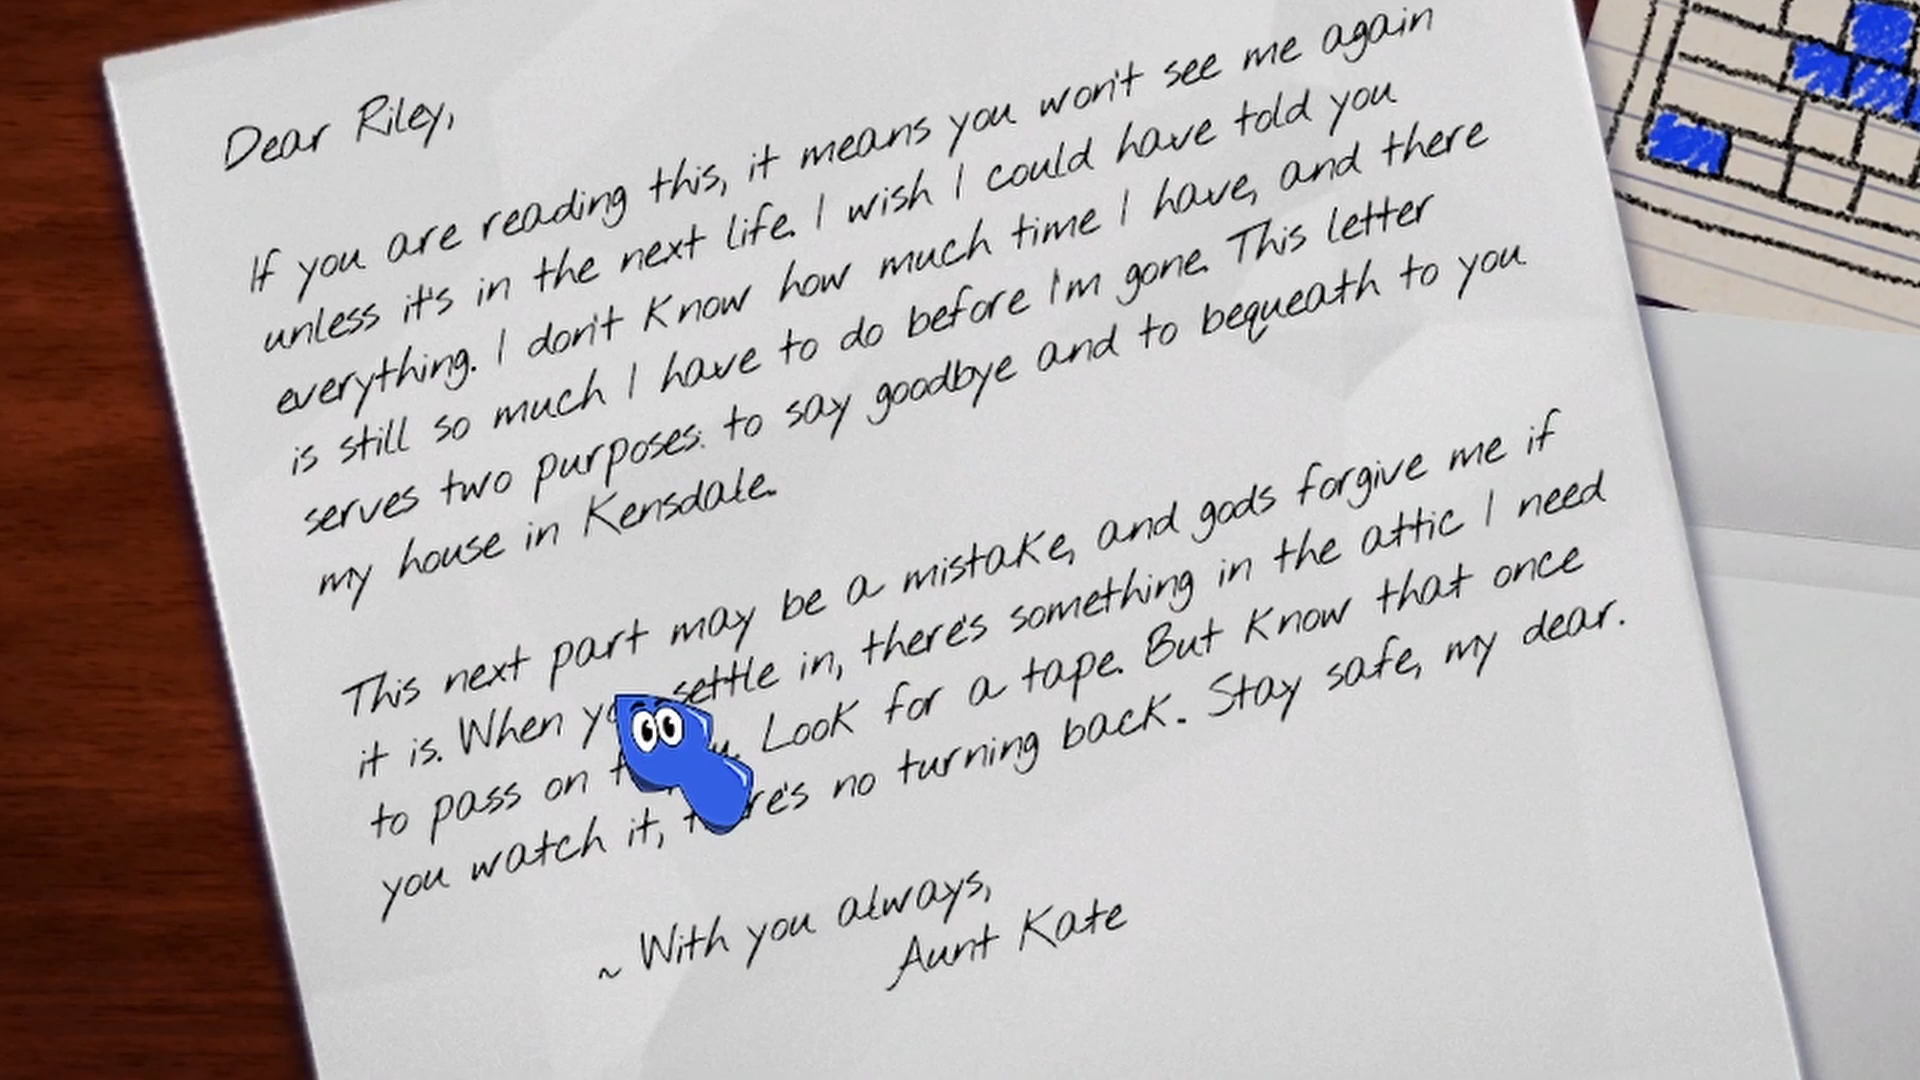 Dear Riley,
If you are reading this, it means you won't see me again
unless it's in the next life. I wish I could have told you
everything. I don't know how much time I have, and there
is still so much I have to do before I'm gone. This letter
serves two purposes: to say goodbye and to bequeath to you
my house in Kensdale.
This next part may be a mistake, and gods forgive me if
it is. When settle in, there's something in the attic I need
to pass on Look for a tape. But know that once
you watch it, there's no turning back. Stay safe, my dear.
~ With you always,
Aunt Kate